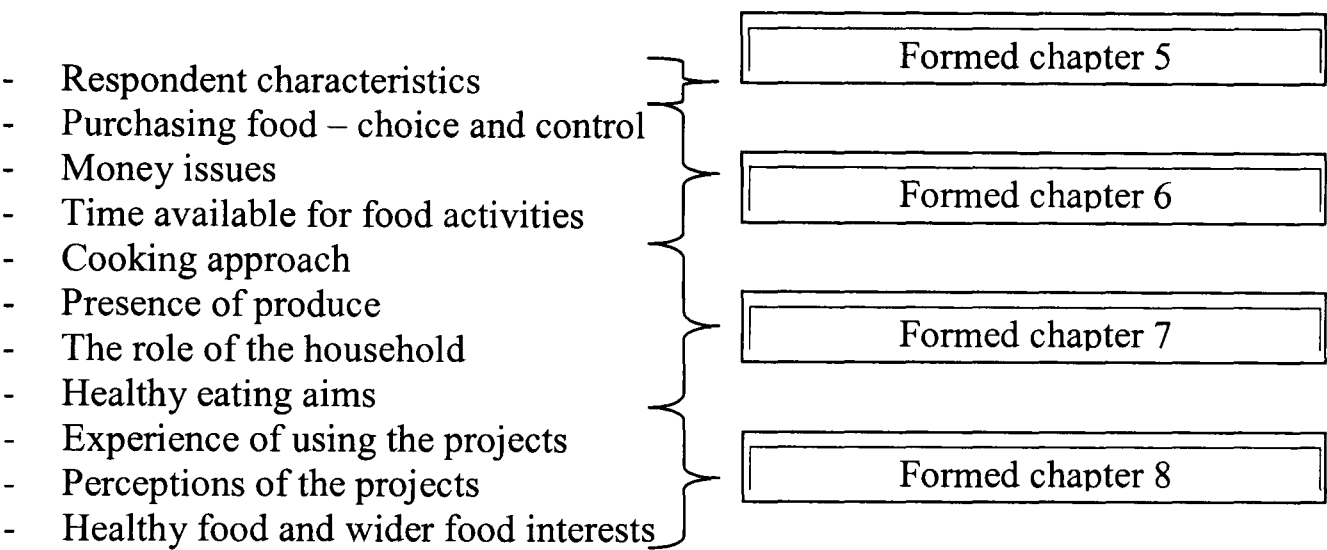 Formed chapter 5
- Respondent characteristics
- Purchasing food – choice and control
- Money issues
Formed chapter 6
- Time available for food activities
- Cooking approach
- Presence of produce
Formed chapter 7
- The role of the household
- Healthy eating aims
- Experience of using the projects
Formed chapter 8
- Perceptions of the projects
- Healthy food and wider food interests